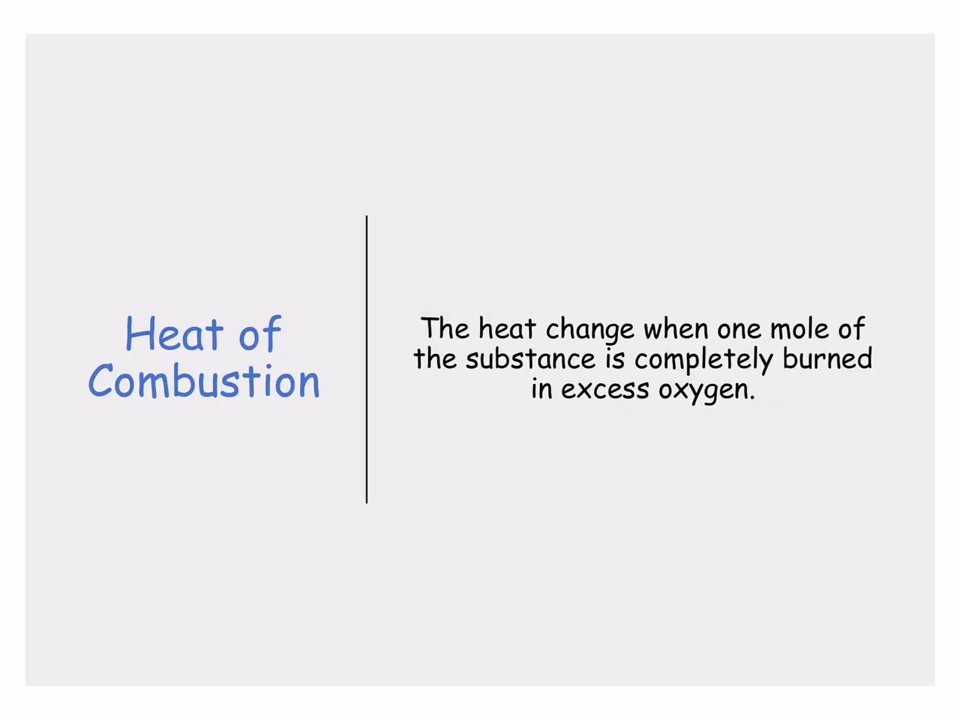 Heat of
Combustion
The heat change when one mole of
the substance is completely burned
in excess oxygen.